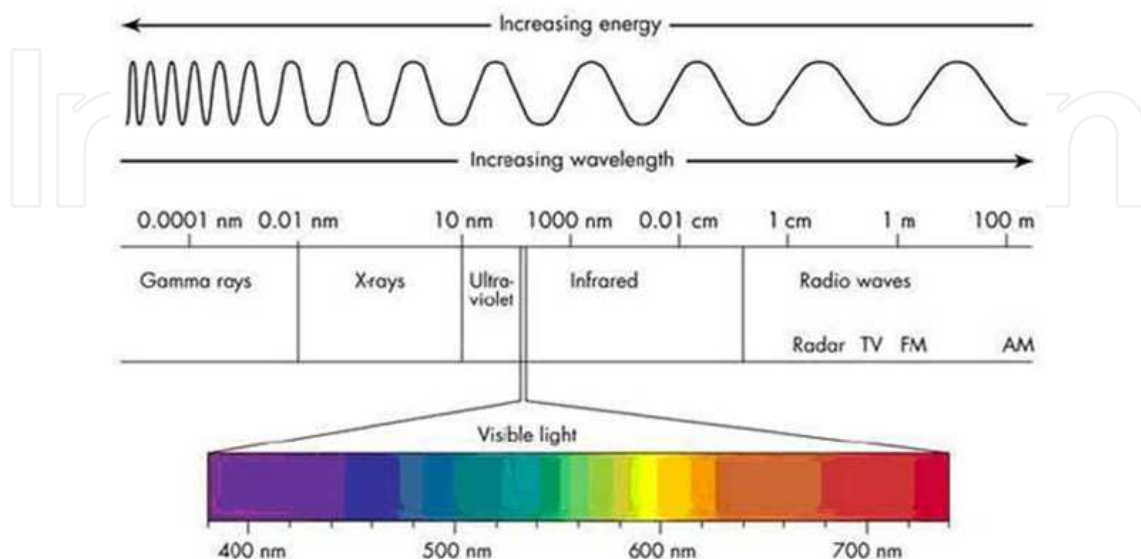 Increasing energy
Increasing wavelength
0.0001 nm 0.01 nm 10 nm 1000 nm 0.01 cm 1 cm 1 m 100 m
Gamma rays X-rays Ultra- Infrared Radio waves
violet
Radar TV FM AM
Visible light
400 nm 500 nm 600 nm 700 nm